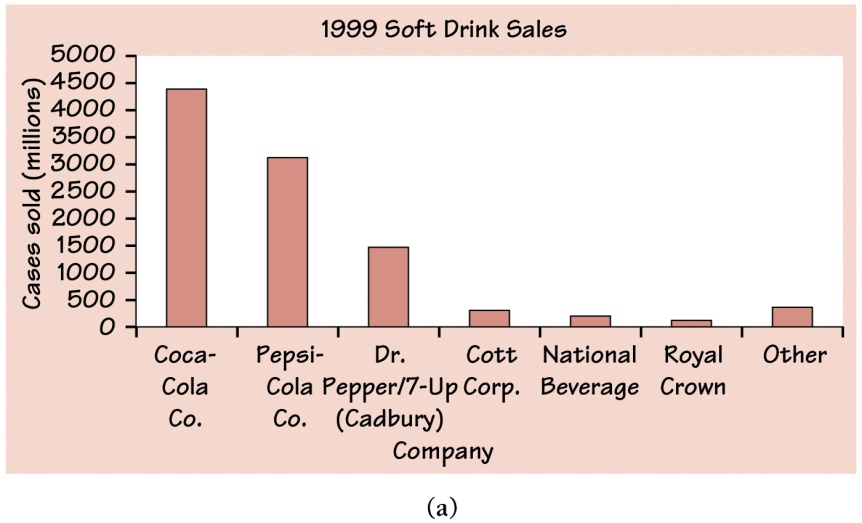 1999 Soft Drink Sales
Cases sold (millions)
5000
4500
4000
3500
3000
2500
2000
1500
1000
500
0
Coca-
Cola
Co.
Pepsi-
Cola
Co.
Dr.
Pepper/7-Up
(Cadbury)
Cott
Corp.
National
Beverage
Royal
Crown
Other
Company
(a)